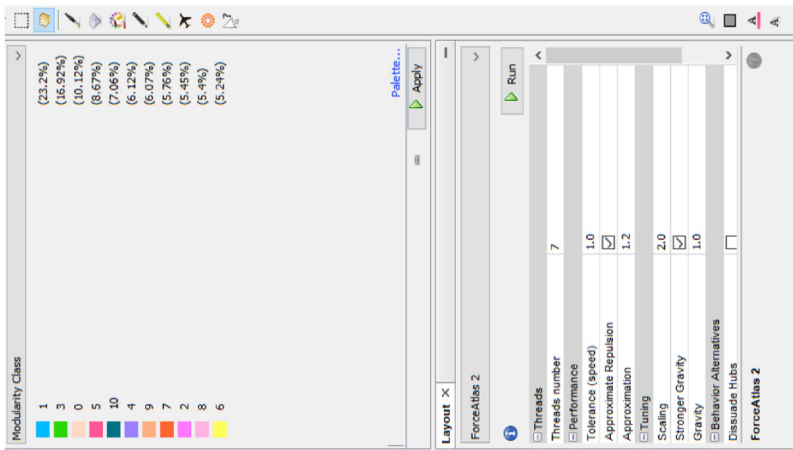 Modularity Class
1 (23.2%)
3 (16.92%)
0 (10.12%)
5 (8.67%)
10 (7.06%)
4 (6.12%)
9 (6.07%)
7 (5.76%)
2 (5.45%)
8 (5.4%)
6 (5.24%)
Palette...
Apply
Layout ×
ForceAtlas 2
Run
Threads
Threads number 7
Performance
Tolerance (speed) 1.0
Approximate Repulsion
Approximation 1.2
Tuning
Scaling 2.0
Stronger Gravity
Gravity 1.0
Behavior Alternatives
Dissuade Hubs
ForceAtlas 2
A
A